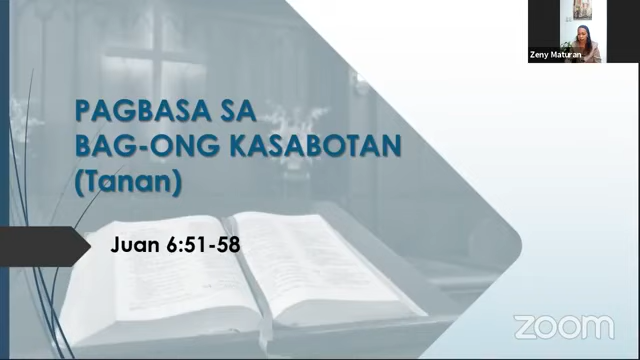 PAGBASA SA
BAG-ONG KASABOTAN
(Tanan)
Juan 6:51-58
Zeny Maturan
zoom